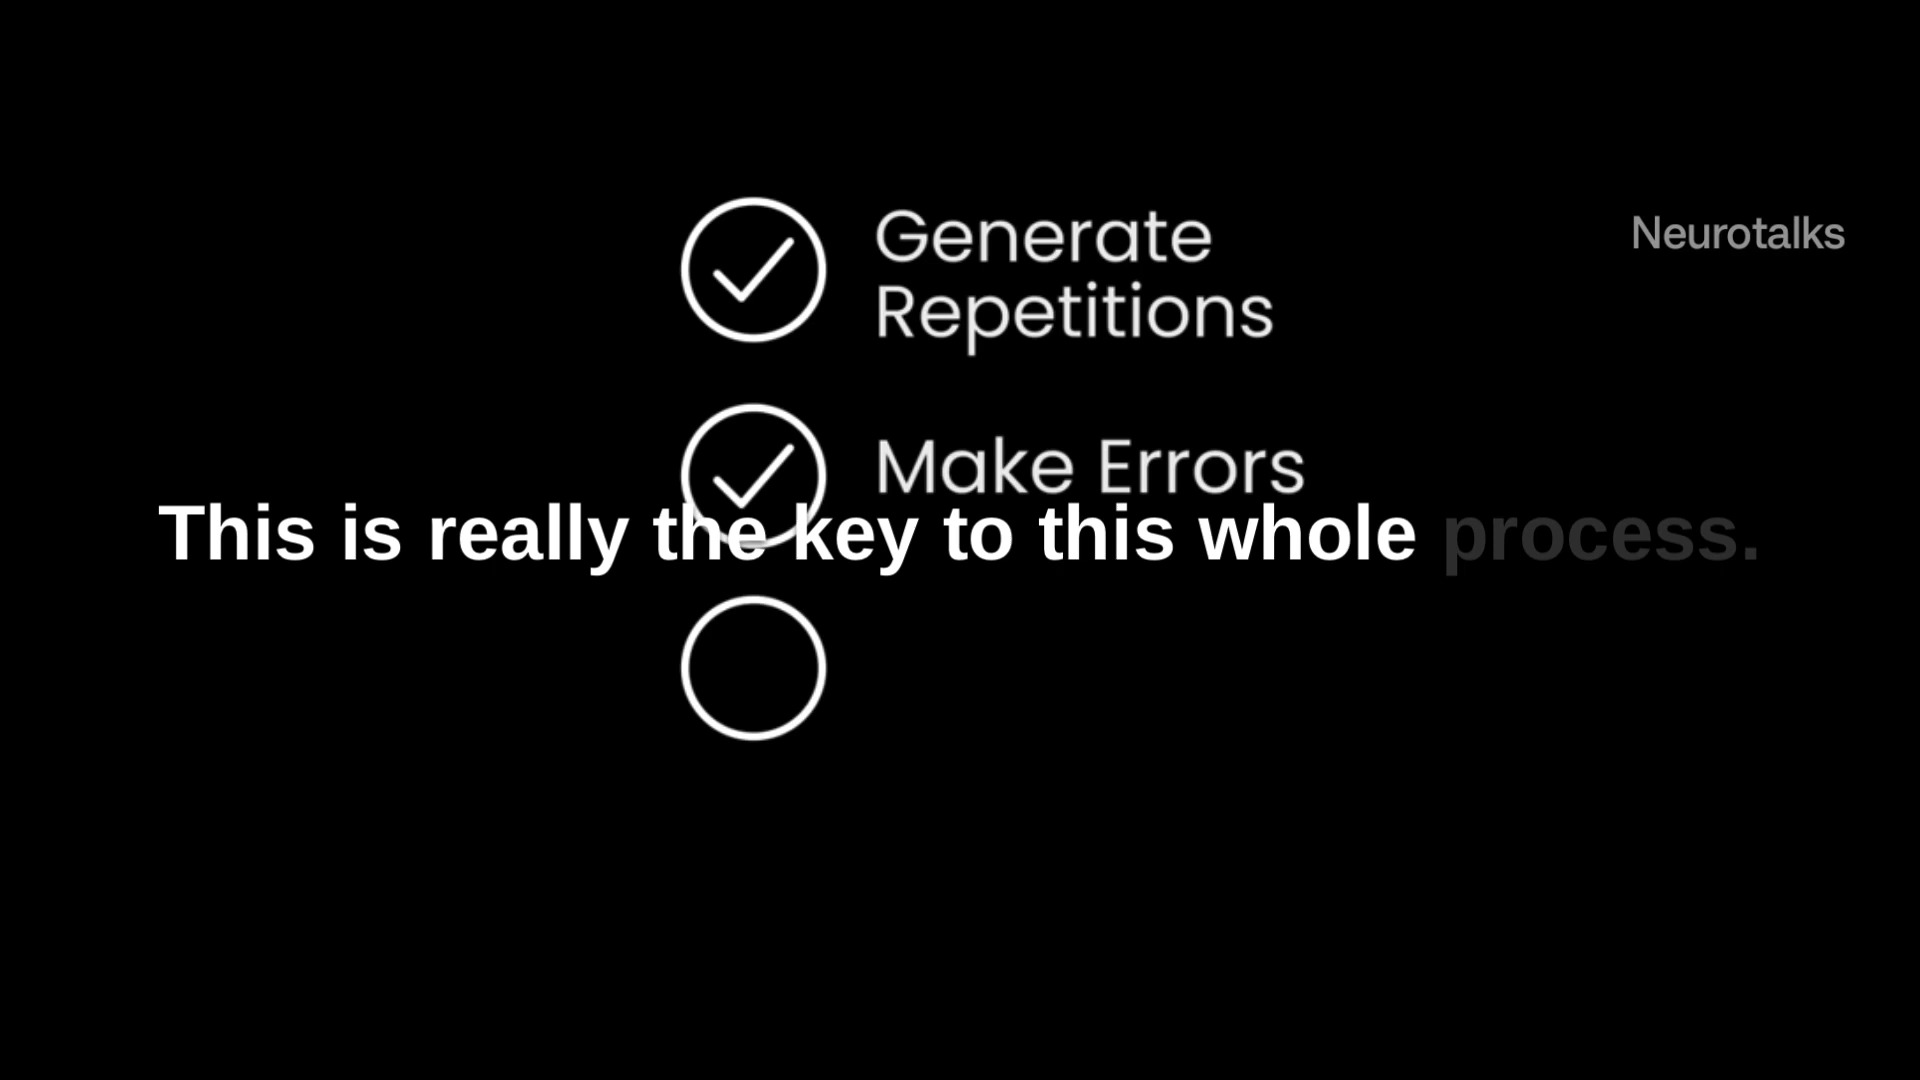 Generate
Repetitions
Neurotalks
Make Errors
This is really the key to this whole process.